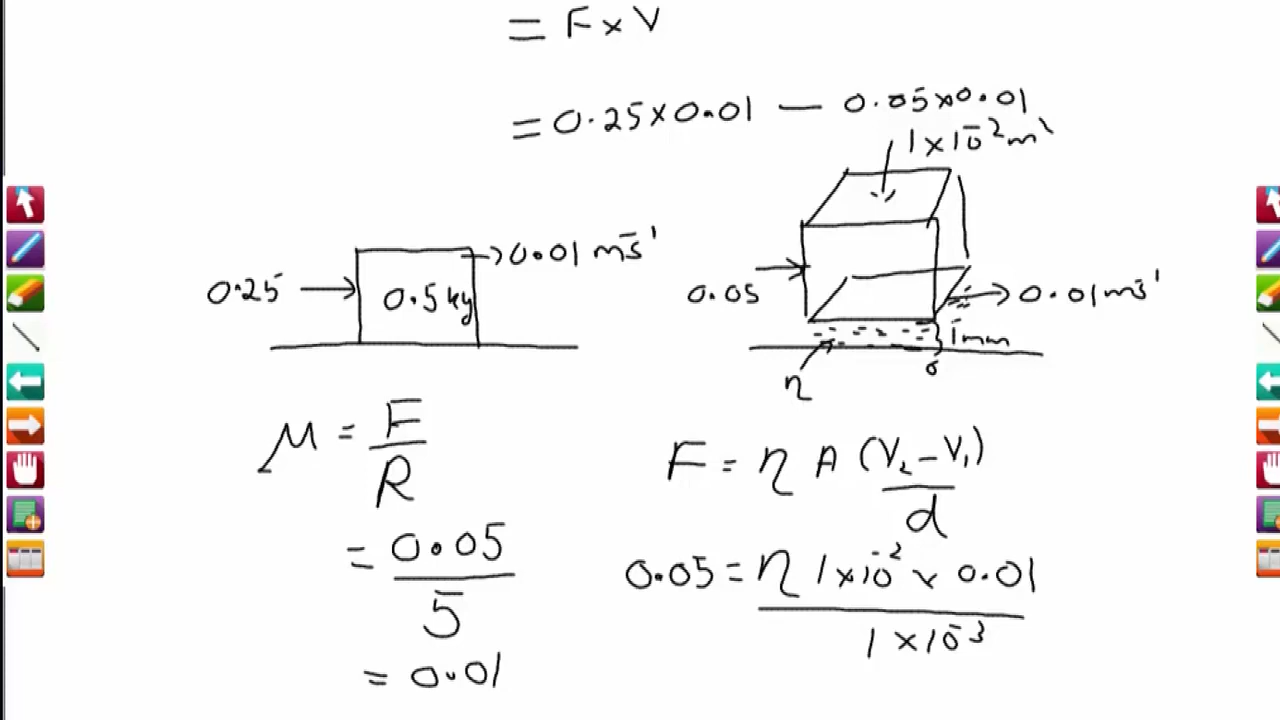 = F x V
= 0.25 x 0.01 — 0.05 x 0.01
1 x 10⁻² m²
0.25 → 0.5 kg → 0.01 ms⁻¹
0.05 → → 0.01 ms⁻¹
1mm
η
μ = F / R
= 0.05 / 5
= 0.01
F = η A (V₂ – V₁) / d
0.05 = η 1 x 10⁻² x 0.01 / 1 x 10⁻³